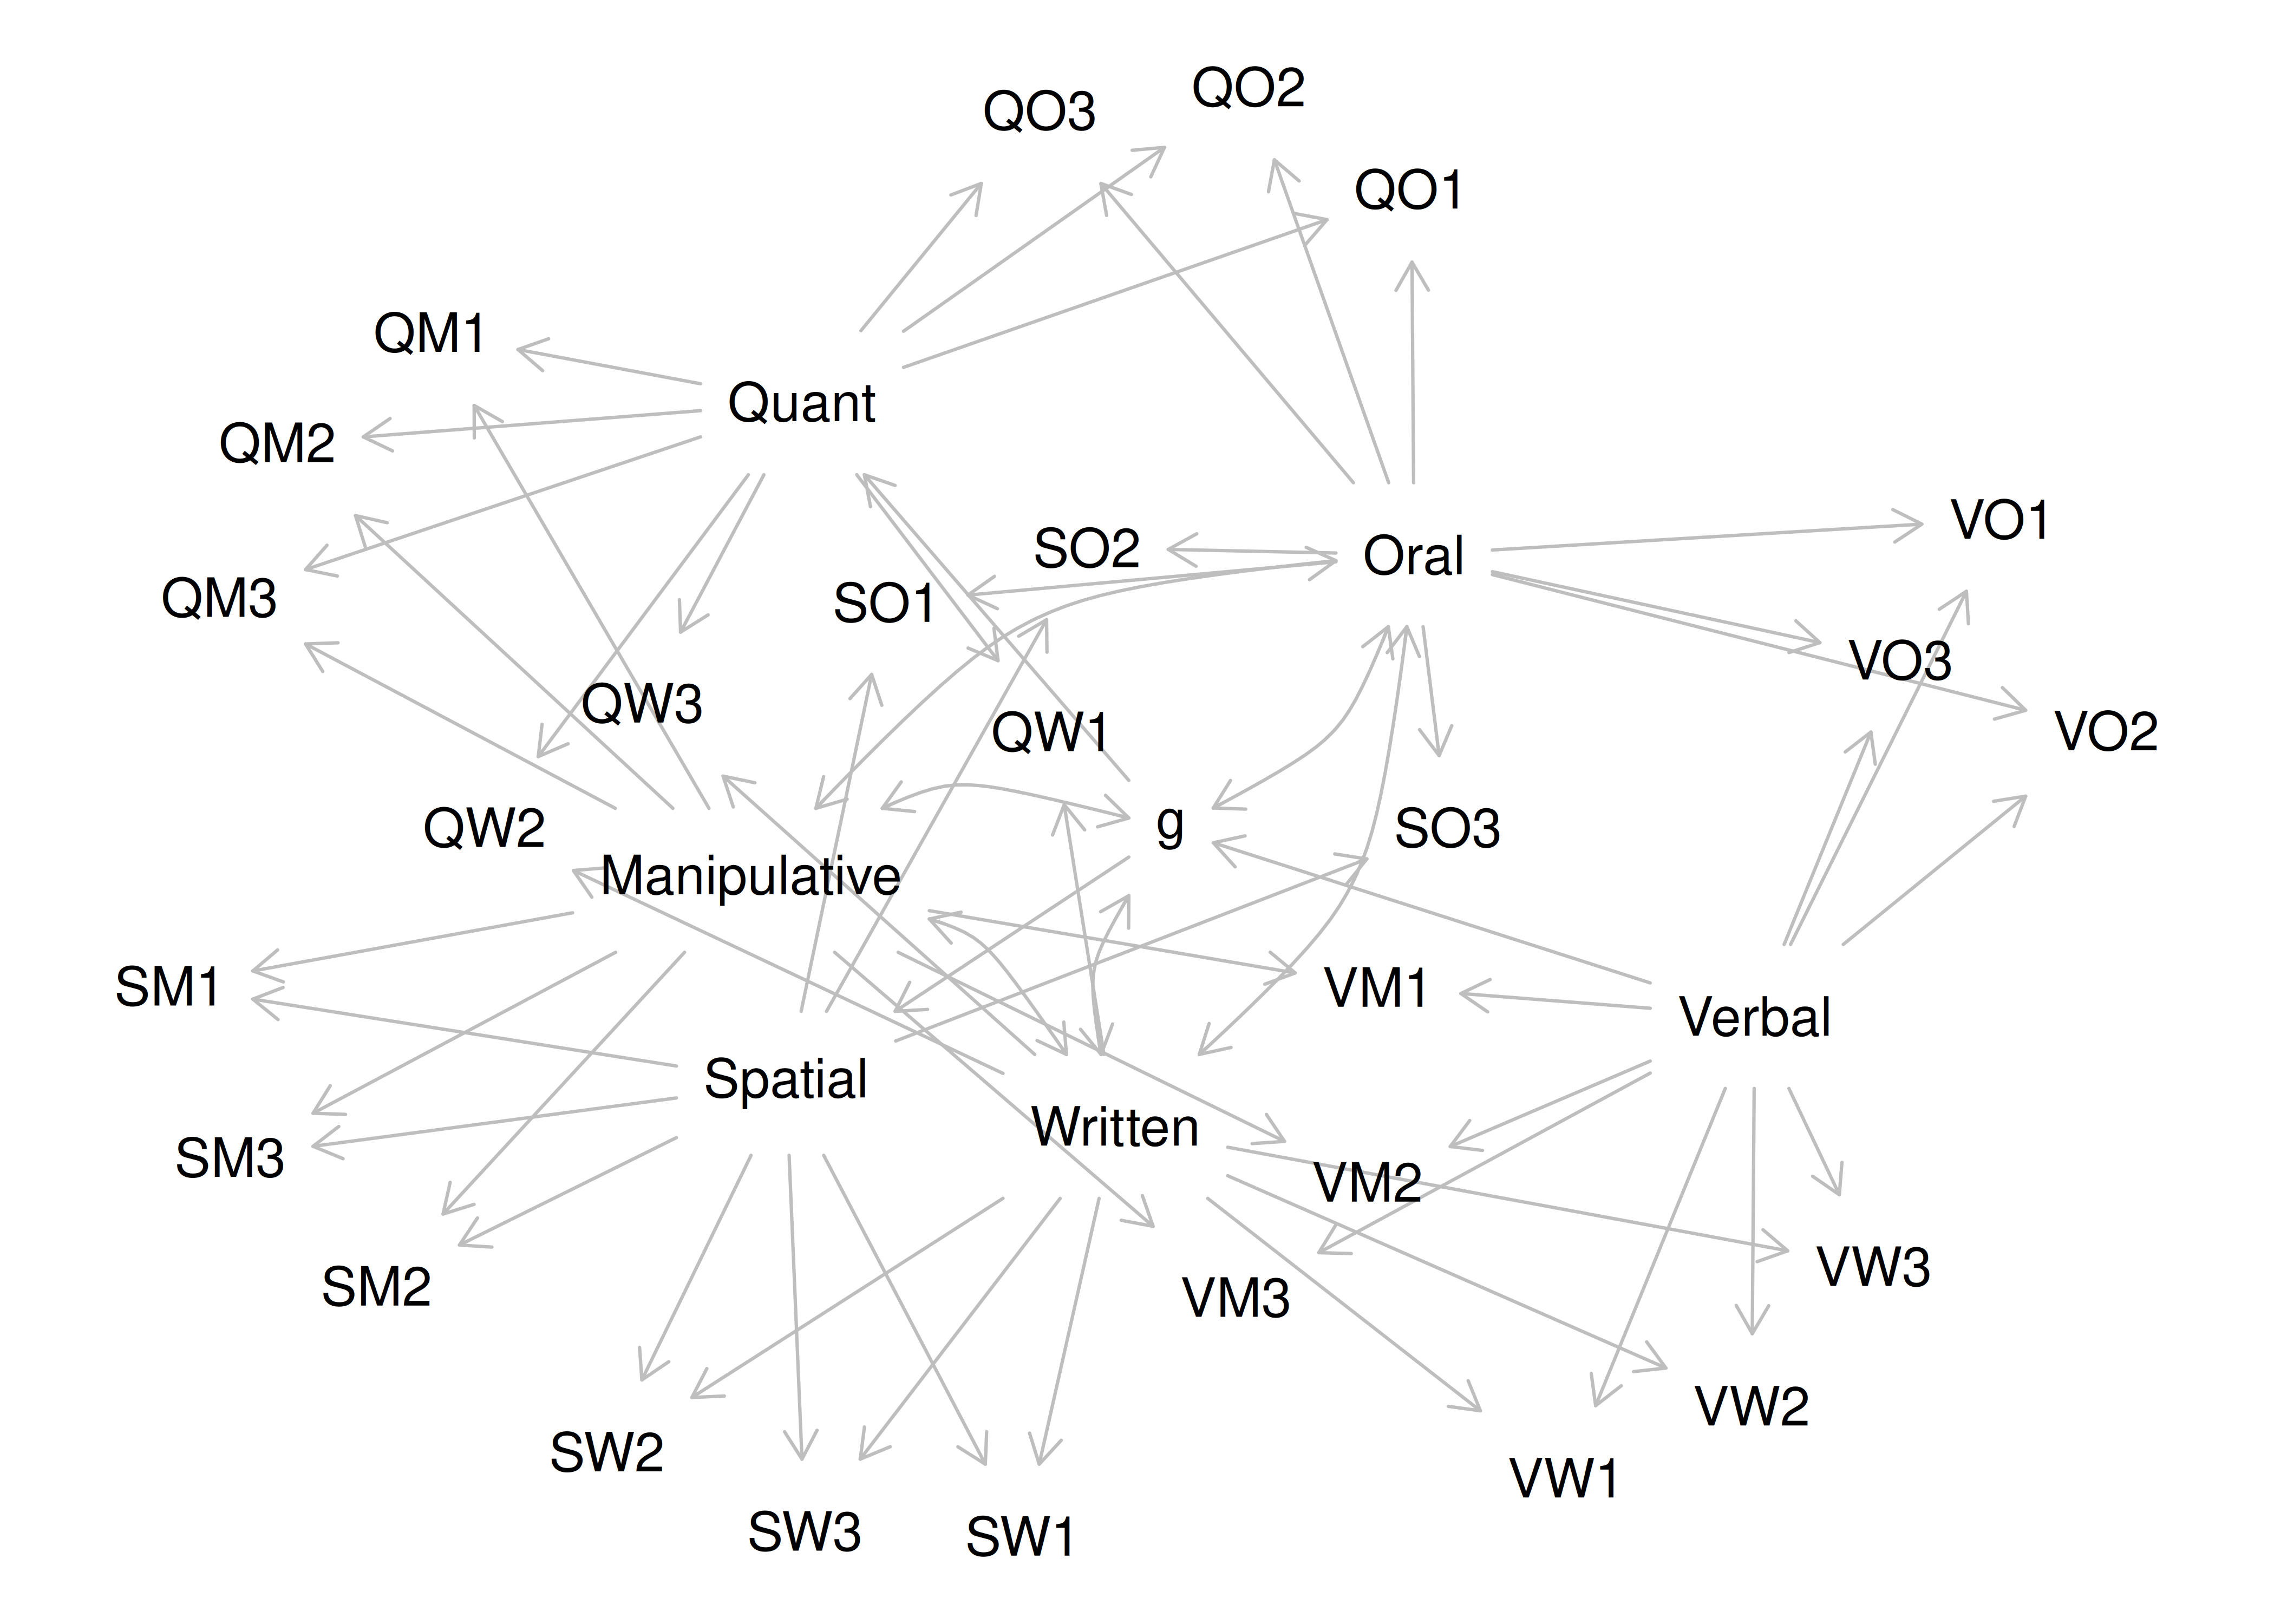 QO2
QO3
QO1
QM1
Quant
QM2
VO1
SO2
Oral
QM3
SO1
VO3
QW3
QW1
VO2
g
QW2
SO3
Manipulative
SM1
VM1
Verbal
Spatial
Written
SM3
VM2
VW3
SM2
VM3
VW2
SW2
VW1
SW3
SW1